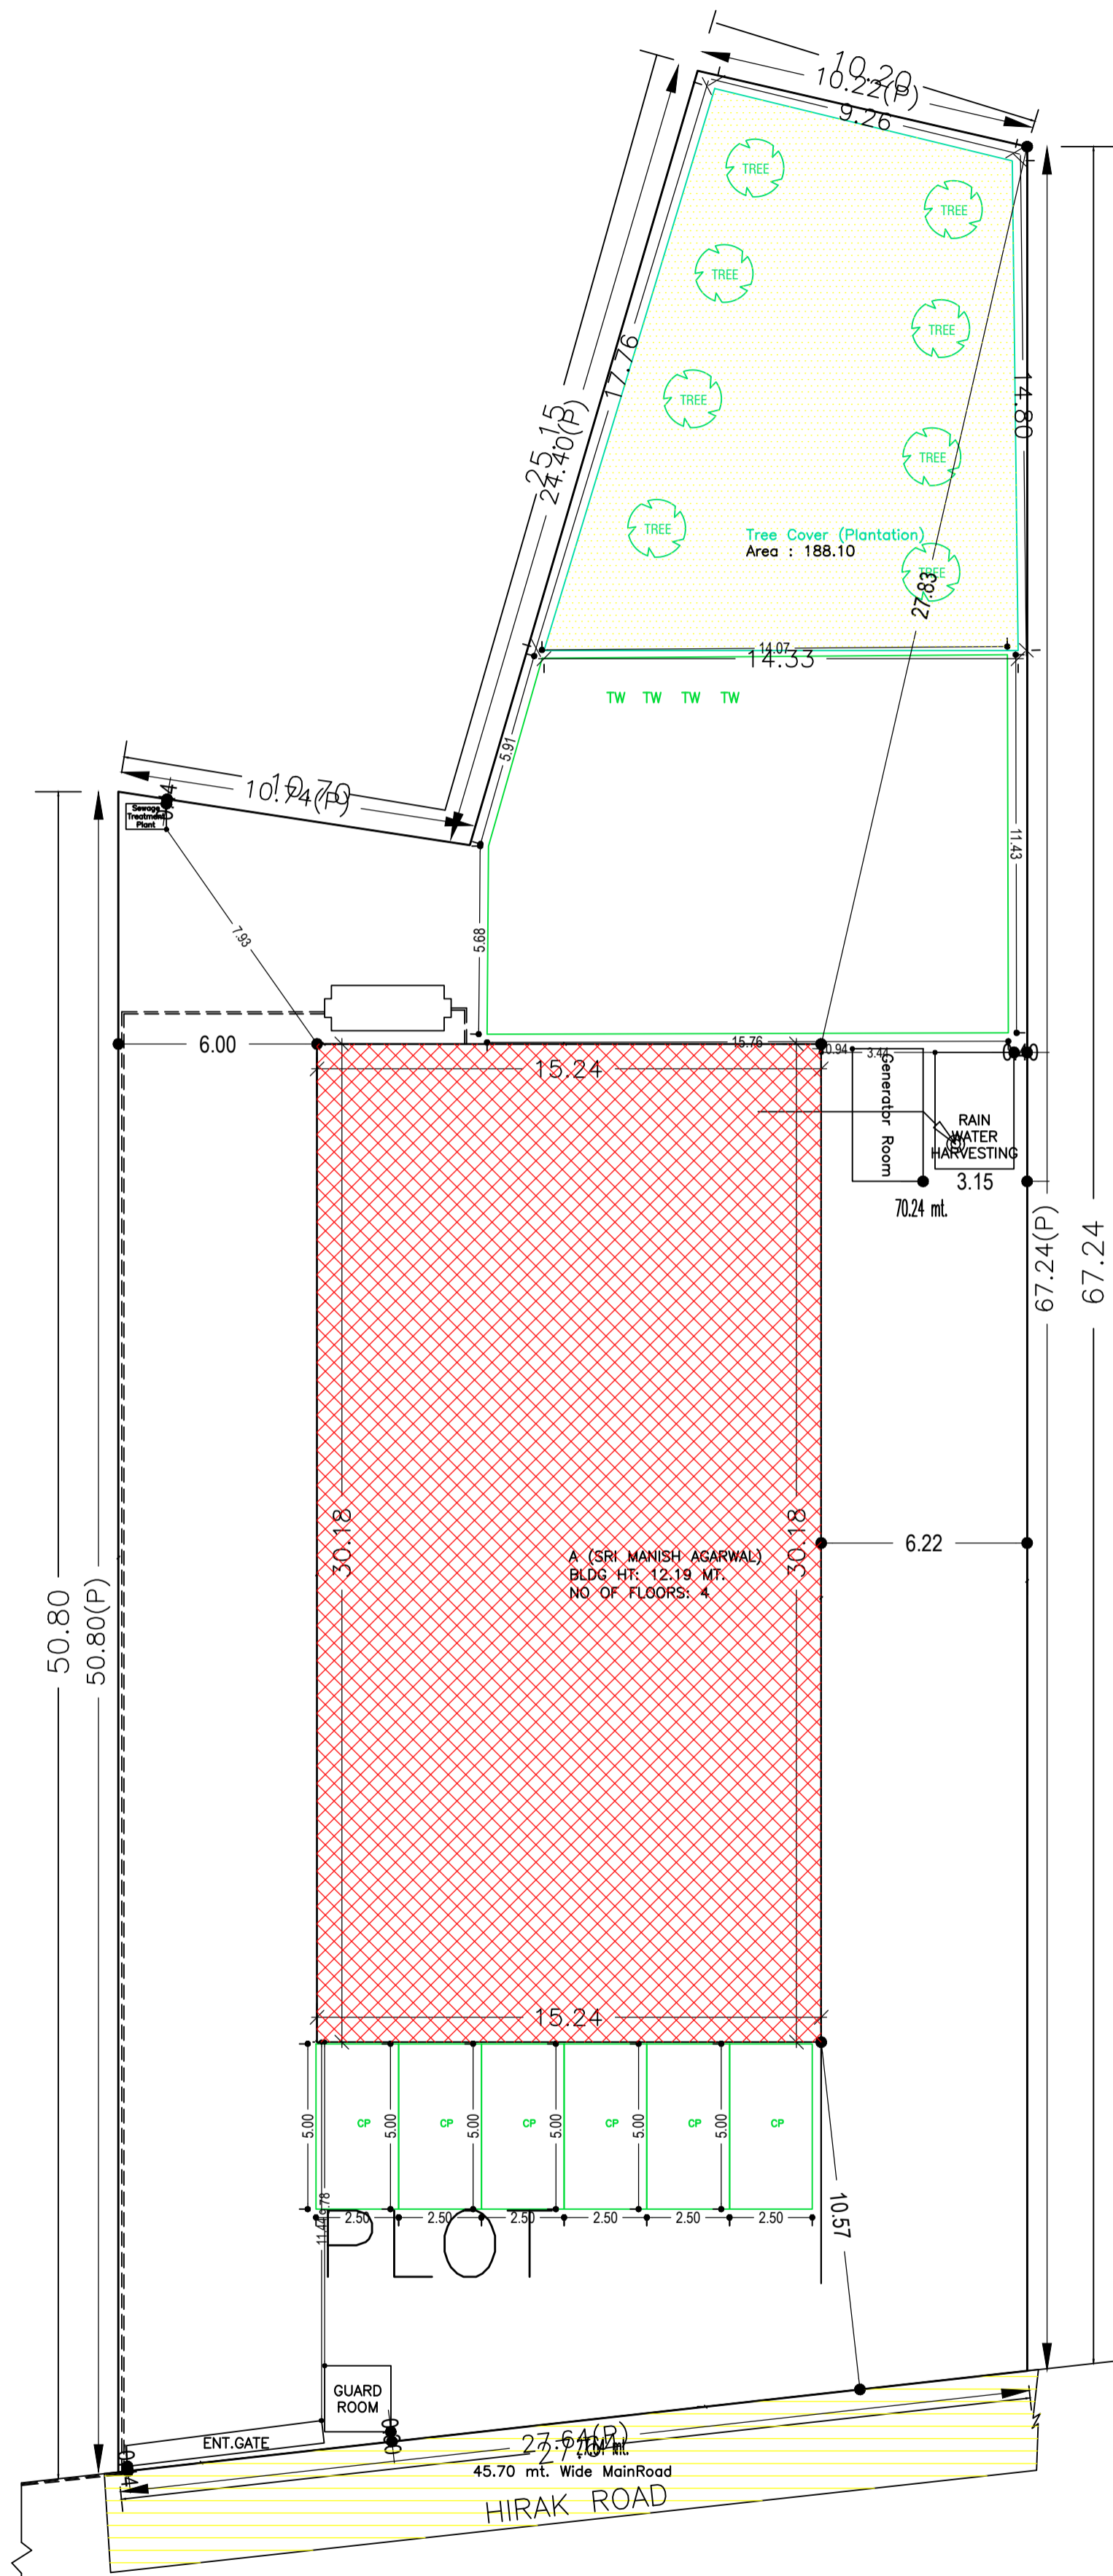 10.20
10.22(P)
9.26
TREE
TREE
TREE
TREE
TREE
TREE
TREE
TREE
17.76
14.80
25.15
24.40(P)
Tree Cover (Plantation)
Area : 188.10
27.83
14.07
14.33
TW TW TW TW
5.91
10.70
10.74(P)
Sewage
Treatment
Plant
11.43
5.68
7.93
6.00
15.76
0.94
3.44
15.24
Generator Room
RAIN
WATER
HARVESTING
3.15
70.24 mt.
67.24(P)
67.24
30.18
30.18
A (SRI MANISH AGARWAL)
BLDG HT: 12.19 MT.
NO OF FLOORS: 4
6.22
50.80
50.80(P)
15.24
5.00
5.00
5.00
5.00
5.00
5.00
CP CP CP CP CP CP
2.50 2.50 2.50 2.50 2.50 2.50
11.44
PLOT
10.57
GUARD
ROOM
ENT.GATE
27.64(P)
45.70 mt. Wide MainRoad
HIRAK ROAD